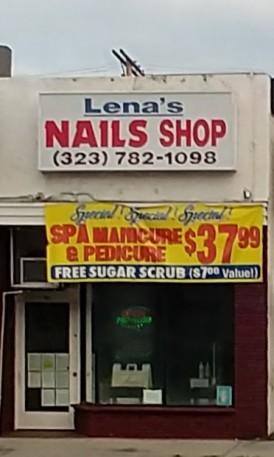 Lena's
NAILS SHOP
(323) 782-1098
Special! Special! Special!
SPA MANICURE
& PEDICURE
$37 99
FREE SUGAR SCRUB ($7 00 Value!)